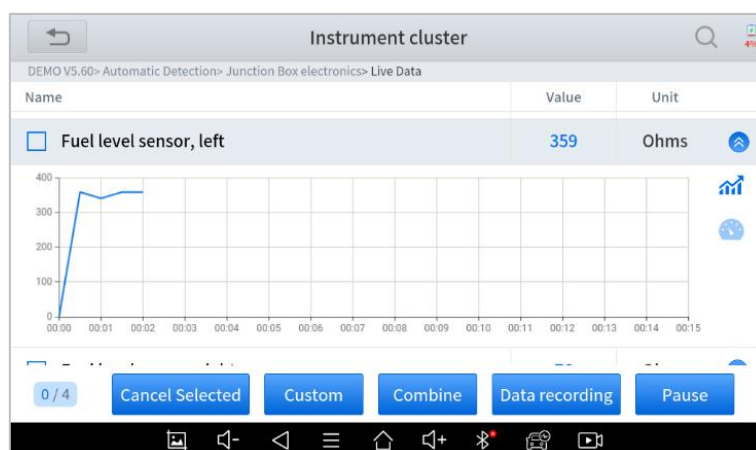 Instrument cluster
4%
DEMO V5.60> Automatic Detection> Junction Box electronics> Live Data
Name Value Unit
Fuel level sensor, left 359 Ohms
400
300
200
100
0
00:00 00:01 00:02 00:03 00:04 00:05 00:06 00:07 00:08 00:09 00:10 00:11 00:12 00:13 00:14 00:15
0 / 4 Cancel Selected Custom Combine Data recording Pause